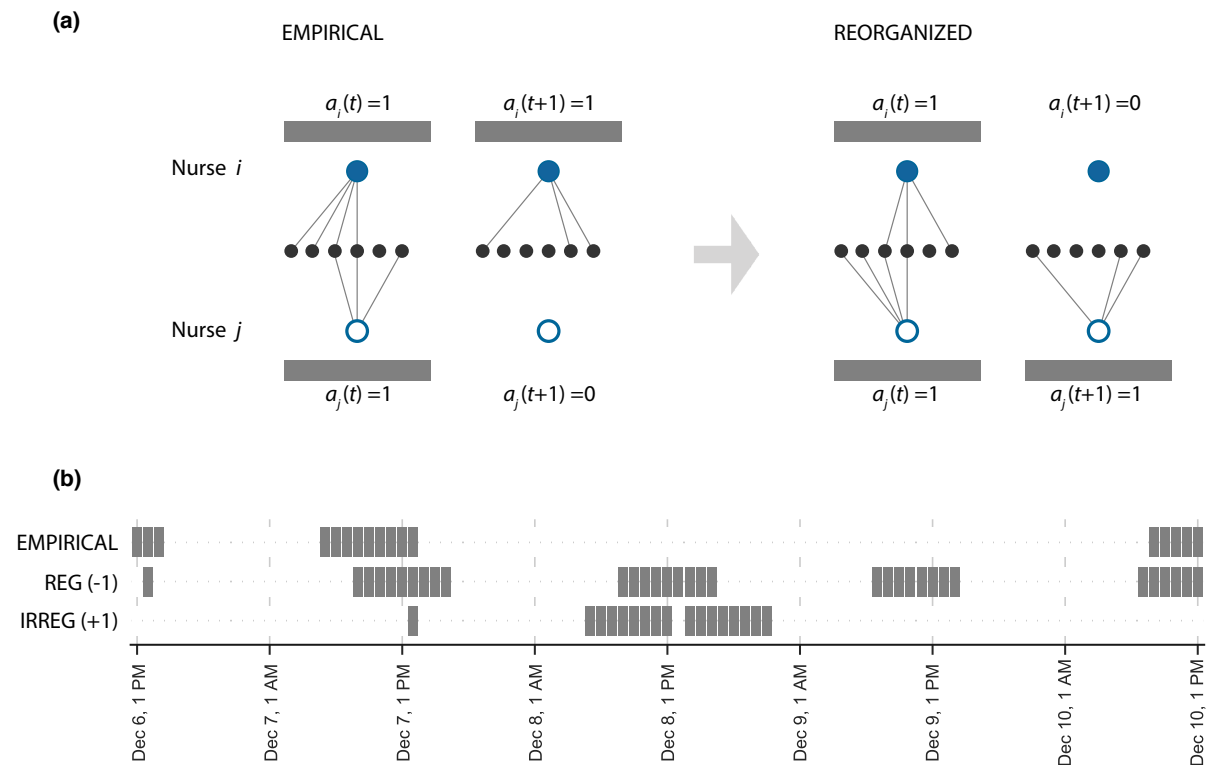 (a)
EMPIRICAL REORGANIZED
a_i(t) =1 a_i(t+1) =1 a_i(t) =1 a_i(t+1) =0
Nurse i
Nurse j
a_j(t) =1 a_j(t+1) =0 a_j(t) =1 a_j(t+1) =1
(b)
EMPIRICAL
REG (-1)
IRREG (+1)
Dec 6, 1 PM
Dec 7, 1 AM
Dec 7, 1 PM
Dec 8, 1 AM
Dec 8, 1 PM
Dec 9, 1 AM
Dec 9, 1 PM
Dec 10, 1 AM
Dec 10, 1 PM